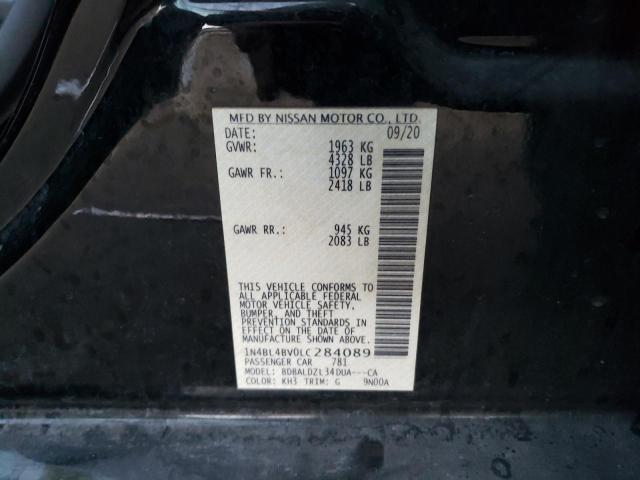 MFD BY NISSAN MOTOR CO., LTD.
DATE: 09/20
GVWR: 1963 KG
4328 LB
GAWR FR.: 1097 KG
2418 LB
GAWR RR.: 945 KG
2083 LB
THIS VEHICLE CONFORMS TO
ALL APPLICABLE FEDERAL
MOTOR VEHICLE SAFETY,
BUMPER, AND THEFT
PREVENTION STANDARDS IN
EFFECT ON THE DATE OF
MANUFACTURE SHOWN ABOVE.
1N4BL4BV0LC284089
PASSENGER CAR 781
MODEL: BDBALDZL34DUA---CA
COLOR: KH3 TRIM: G 9N00A